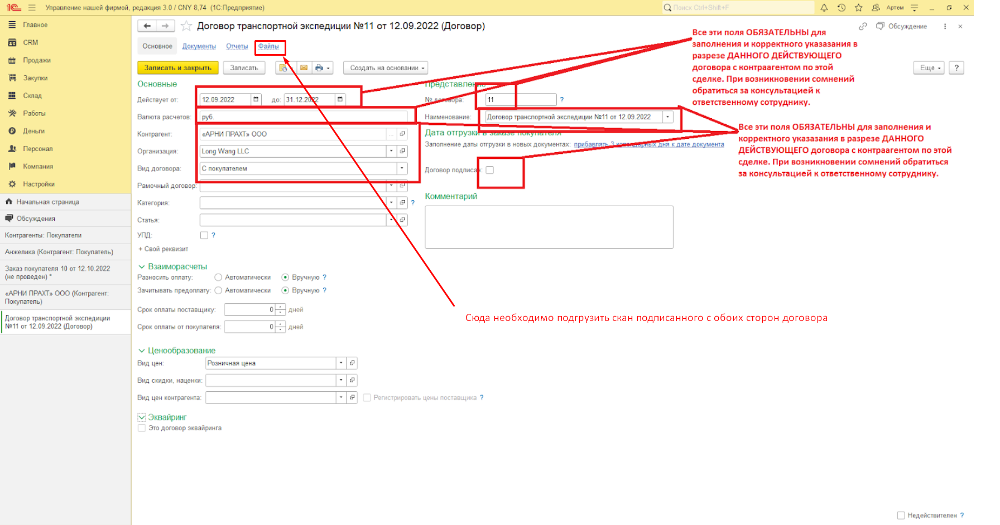 1С Управление нашей фирмой, редакция 3.0 / CNY 8,74 (1С:Предприятие)
Поиск Ctrl+Shift+F
Артем
Главное
CRM
Продажи
Закупки
Склад
Работы
Деньги
Персонал
Компания
Настройки
Начальная страница
Обсуждения
Контрагенты: Покупатели
Анжелика (Контрагент: Покупатель)
Заказ покупателя 10 от 12.10.2022
(не проведен) *
«АРНИ ПРАХТ» ООО (Контрагент:
Покупатель)
Договор транспортной экспедиции
№11 от 12.09.2022 (Договор)
Договор транспортной экспедиции №11 от 12.09.2022 (Договор)
Обсуждение
Основное Документы Отчеты Файлы
Записать и закрыть Записать Создать на основании
Еще ?
Основные
Действует от: 12.09.2022 до: 31.12.2022
Валюта расчетов: руб.
Контрагент: «АРНИ ПРАХТ» ООО
Организация: Long Wang LLC
Вид договора: С покупателем
Рамочный договор:
Категория: ?
Статья:
УПД: ?
+ Свой реквизит
Взаиморасчеты
Разносить оплату: Автоматически Вручную ?
Зачитывать предоплату: Автоматически Вручную ?
Срок оплаты поставщику: 0 дней
Срок оплаты от покупателя: 0 дней
Ценообразование
Вид цен: Розничная цена
Вид скидки, наценки:
Вид цен контрагента: Регистрировать цены поставщика ?
Эквайринг
Это договор эквайринга
Представление
№ договора: 11 ?
Наименование: Договор транспортной экспедиции №11 от 12.09.2022
Дата отгрузки в заказе покупателя
Заполнение даты отгрузки в новых документах: прибавлять 3 календарных дня к дате документа
Договор подписан:
Комментарий
Все эти поля ОБЯЗАТЕЛЬНЫ для
заполнения и корректного указазания в
разрезе ДАННОГО ДЕЙСТВУЮЩЕГО
договора с контраагентом по этой
сделке. При возникновении сомнений
обратиться за консультацией к
ответственному сотруднику.
Все эти поля ОБЯЗАТЕЛЬНЫ для заполнения и
корректного указазания в разрезе ДАННОГО
ДЕЙСТВУЮЩЕГО договора с контраагентом по этой
сделке. При возникновении сомнений обратиться
за консультацией к ответственному сотруднику.
Сюда необходимо подгрузить скан подписанного с обоих сторон договора
Недействителен ?